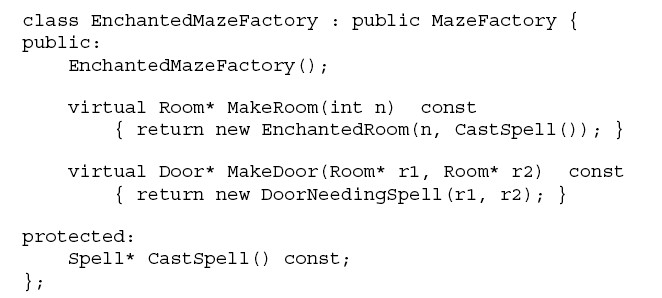 class EnchantedMazeFactory : public MazeFactory {
public:
    EnchantedMazeFactory();

    virtual Room* MakeRoom(int n)  const
        { return new EnchantedRoom(n, CastSpell()); }

    virtual Door* MakeDoor(Room* r1, Room* r2)  const
        { return new DoorNeedingSpell(r1, r2); }

protected:
    Spell* CastSpell() const;
};